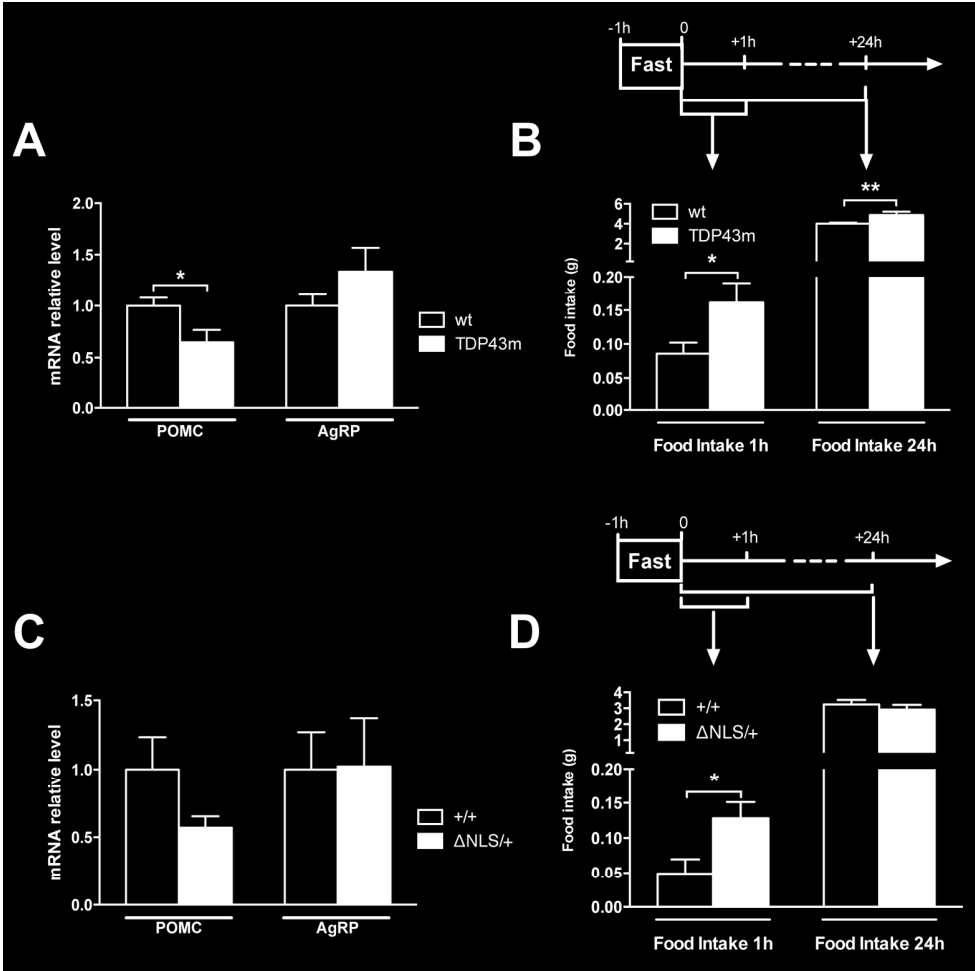 A
mRNA relative level
2.0
1.5
1.0
0.5
0.0
*
POMC
AgRP
wt
TDP43m
B
-1h
0
+1h
+24h
Fast
Food intake (g)
6
4
2
0.20
0.15
0.10
0.05
0.00
wt
TDP43m
*
**
Food Intake 1h
Food Intake 24h
C
mRNA relative level
1.5
1.0
0.5
0.0
POMC
AgRP
+/+
ΔNLS/+
D
-1h
0
+1h
+24h
Fast
Food intake (g)
4
3
2
1
0.20
0.15
0.10
0.05
0.00
+/+
ΔNLS/+
*
Food Intake 1h
Food Intake 24h